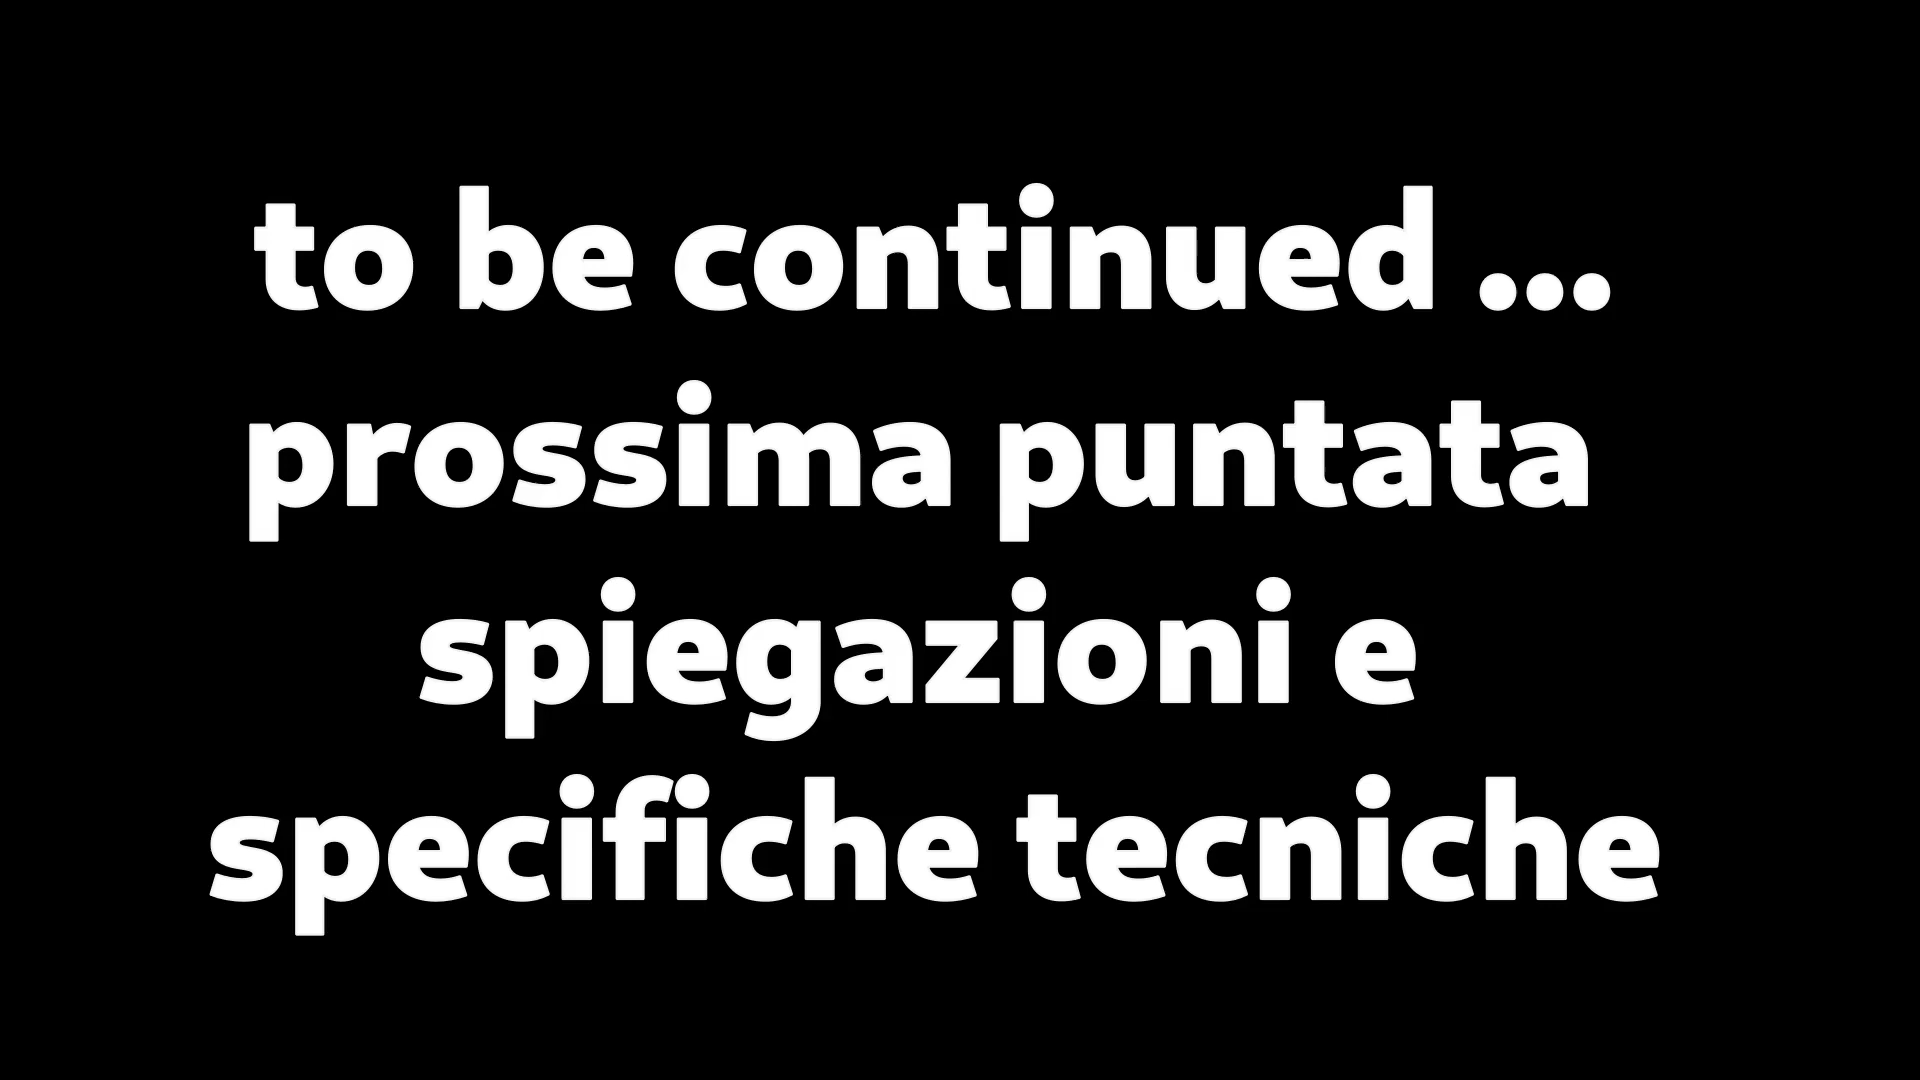 to be continued ...
prossima puntata
spiegazioni e
specifiche tecniche